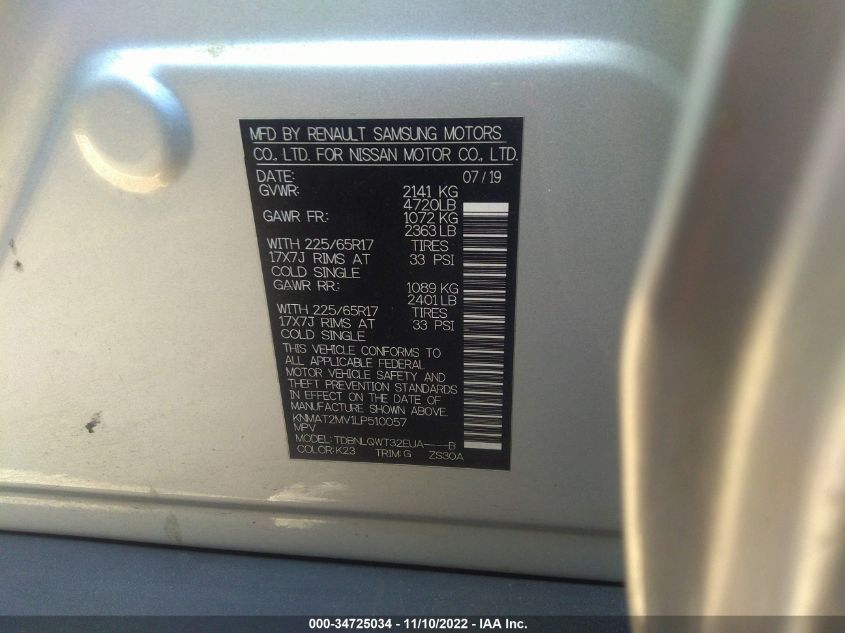 MFD BY RENAULT SAMSUNG MOTORS
CO., LTD. FOR NISSAN MOTOR CO., LTD.
DATE: 07/19
GVWR: 2141 KG
4720LB
GAWR FR: 1072 KG
2363LB
WITH 225/65R17 TIRES
17X7J RIMS AT 33 PSI
COLD SINGLE
GAWR RR: 1089 KG
2401LB
WITH 225/65R17 TIRES
17X7J RIMS AT 33 PSI
COLD SINGLE
THIS VEHICLE CONFORMS TO
ALL APPLICABLE FEDERAL
MOTOR VEHICLE SAFETY AND
THEFT PREVENTION STANDARDS
IN EFFECT ON THE DATE OF
MANUFACTURE SHOWN ABOVE.
KNMAT2MV1LP510057
MPV
MODEL: TDBNLQWT32EUA----B
COLOR: K23 TRIM: G ZS30A
000-34725034 - 11/10/2022 - IAA Inc.